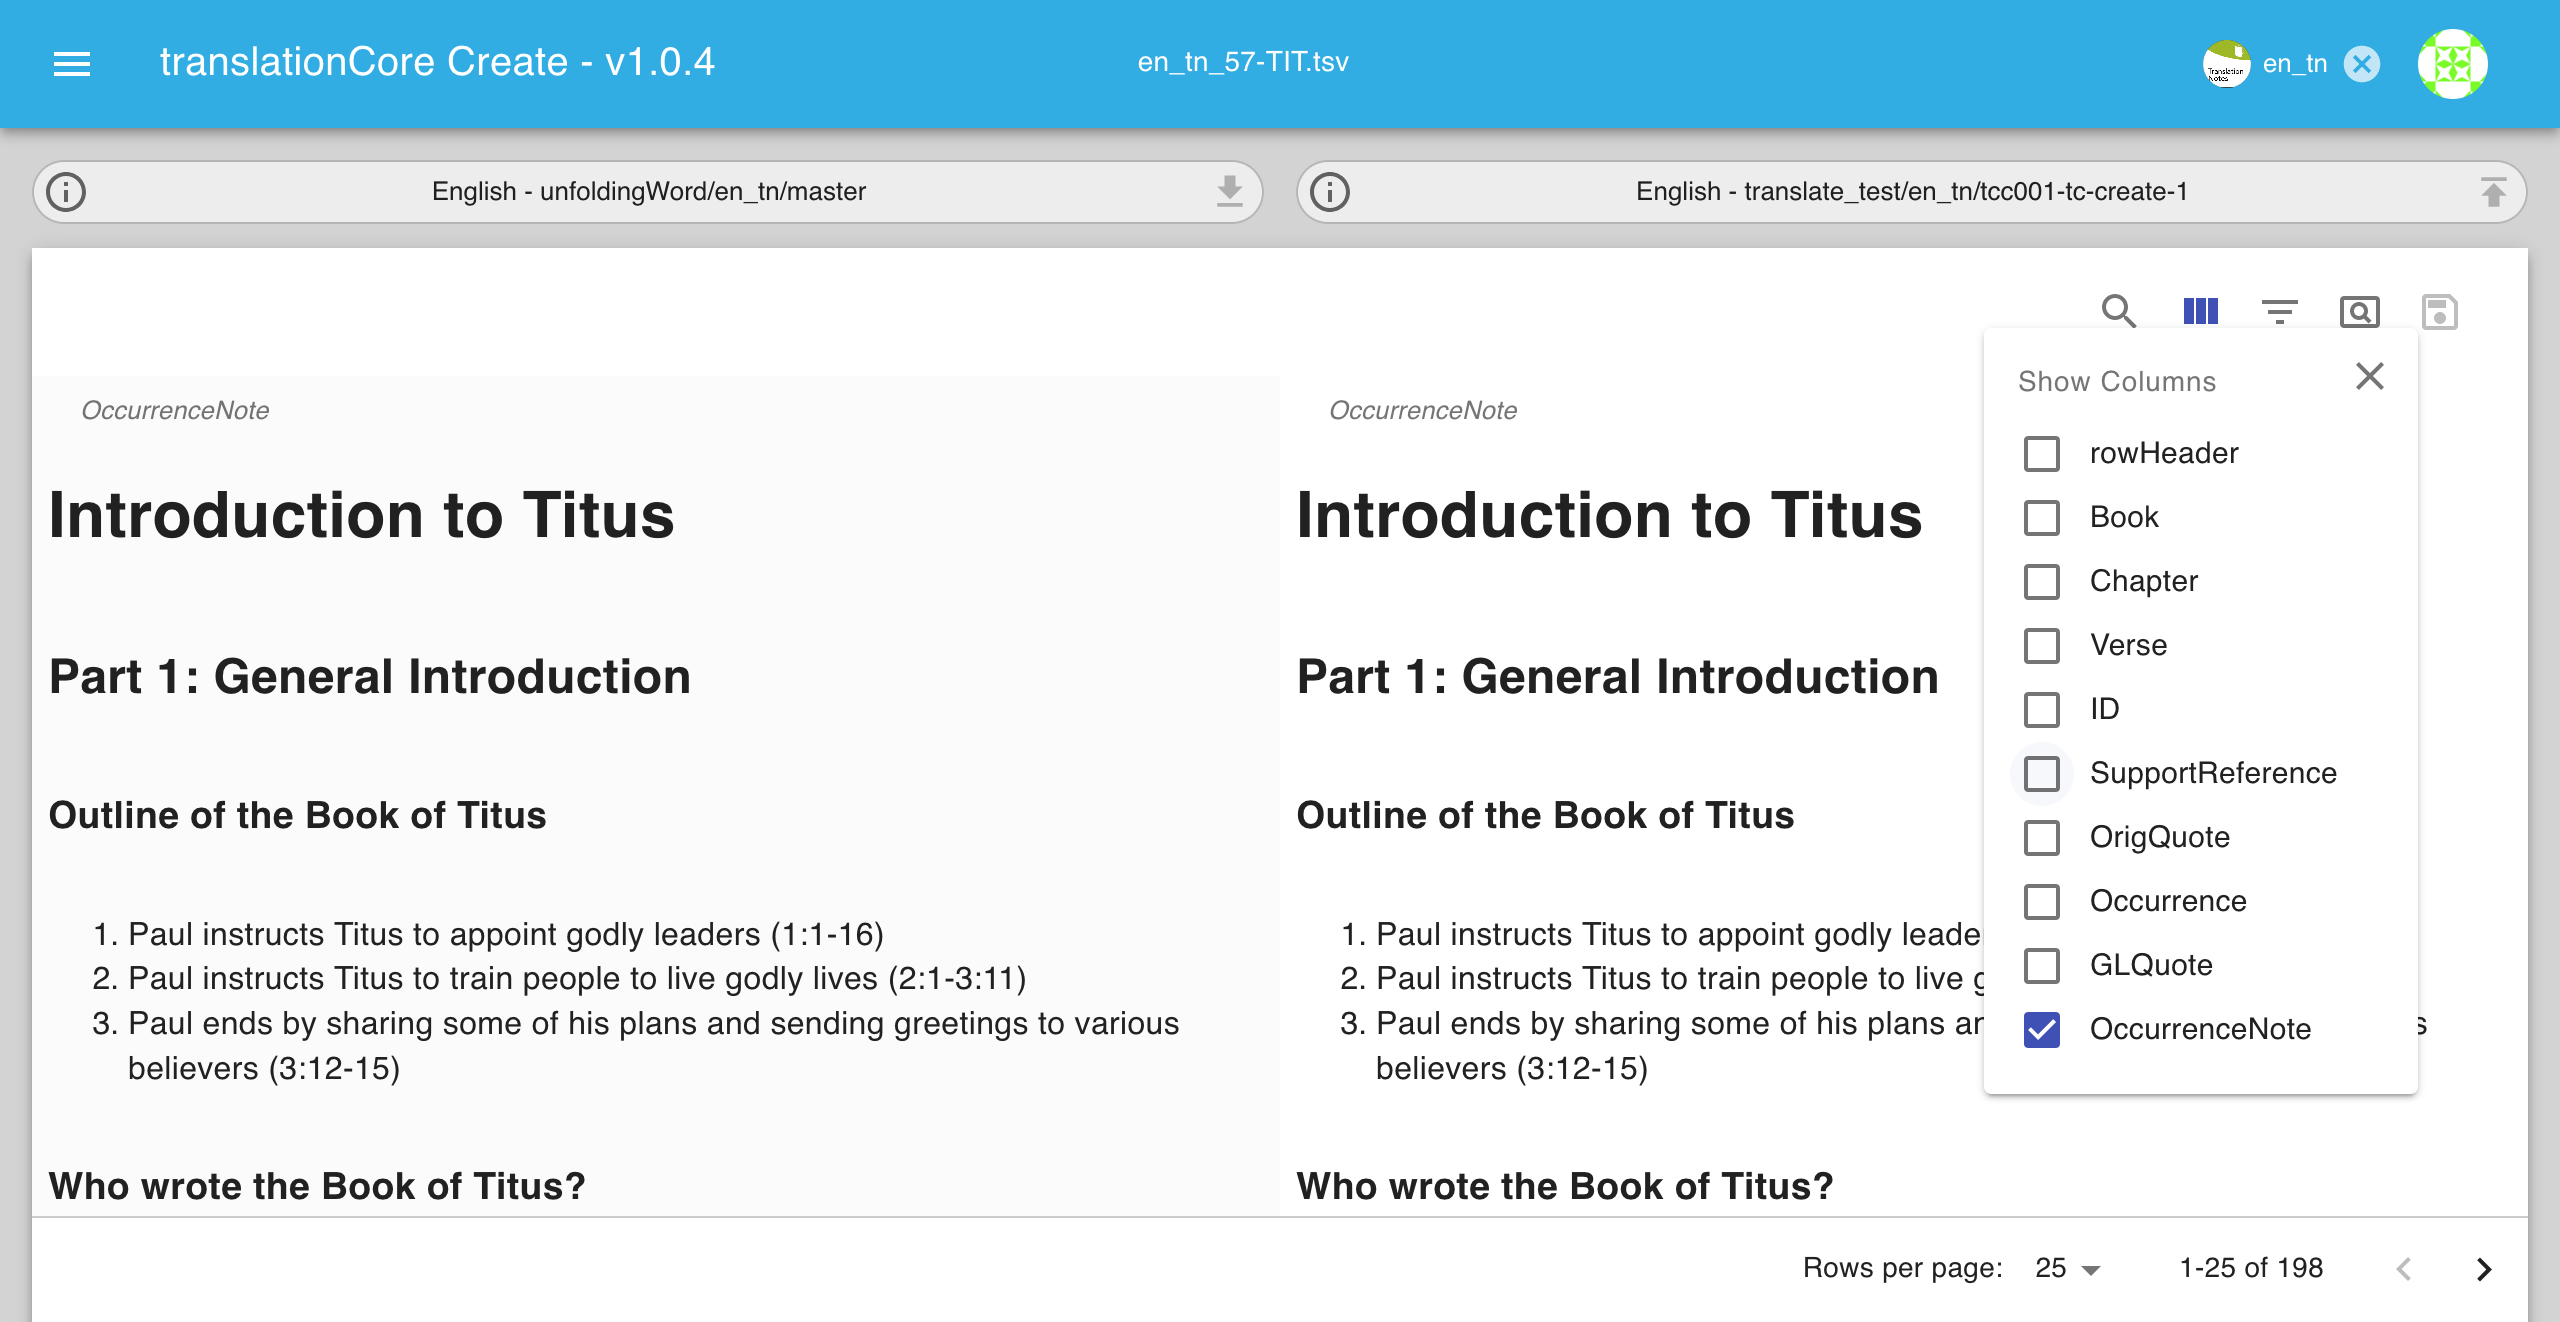 translationCore Create - v1.0.4
en_tn_57-TIT.tsv
Translation
Notes
en_tn
English - unfoldingWord/en_tn/master
English - translate_test/en_tn/tcc001-tc-create-1
OccurrenceNote
Introduction to Titus
Part 1: General Introduction
Outline of the Book of Titus
1. Paul instructs Titus to appoint godly leaders (1:1-16)
2. Paul instructs Titus to train people to live godly lives (2:1-3:11)
3. Paul ends by sharing some of his plans and sending greetings to various
believers (3:12-15)
Who wrote the Book of Titus?
OccurrenceNote
Introduction to Titus
Part 1: General Introduction
Outline of the Book of Titus
1. Paul instructs Titus to appoint godly
2. Paul instructs Titus to train people to live
3. Paul ends by sharing some of his plans
believers (3:12-15)
Who wrote the Book of Titus?
Show Columns
rowHeader
Book
Chapter
Verse
ID
SupportReference
OrigQuote
Occurrence
GLQuote
OccurrenceNote
Rows per page: 25
1-25 of 198